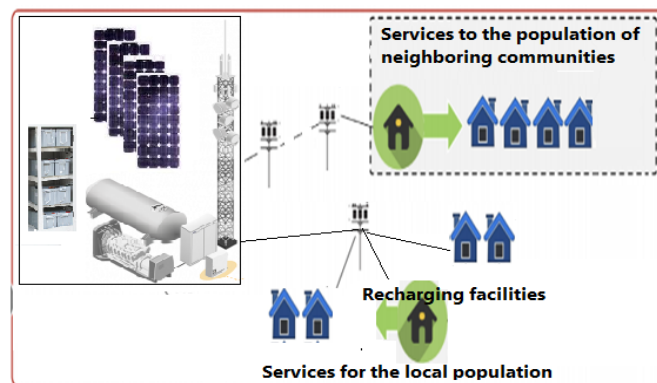 Services to the population of
neighboring communities
Recharging facilities
Services for the local population